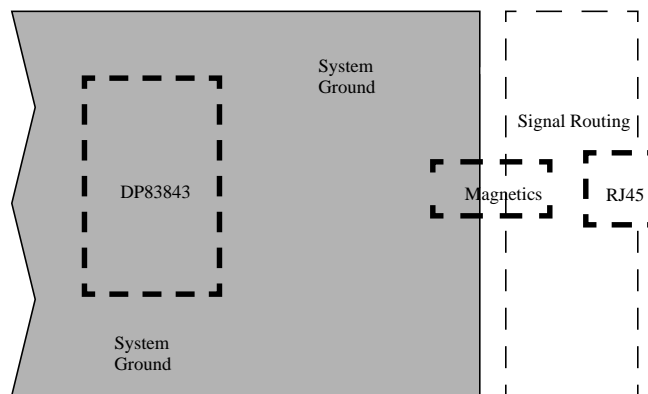 System
Ground
Signal Routing
DP83843
Magnetics
RJ45
System
Ground